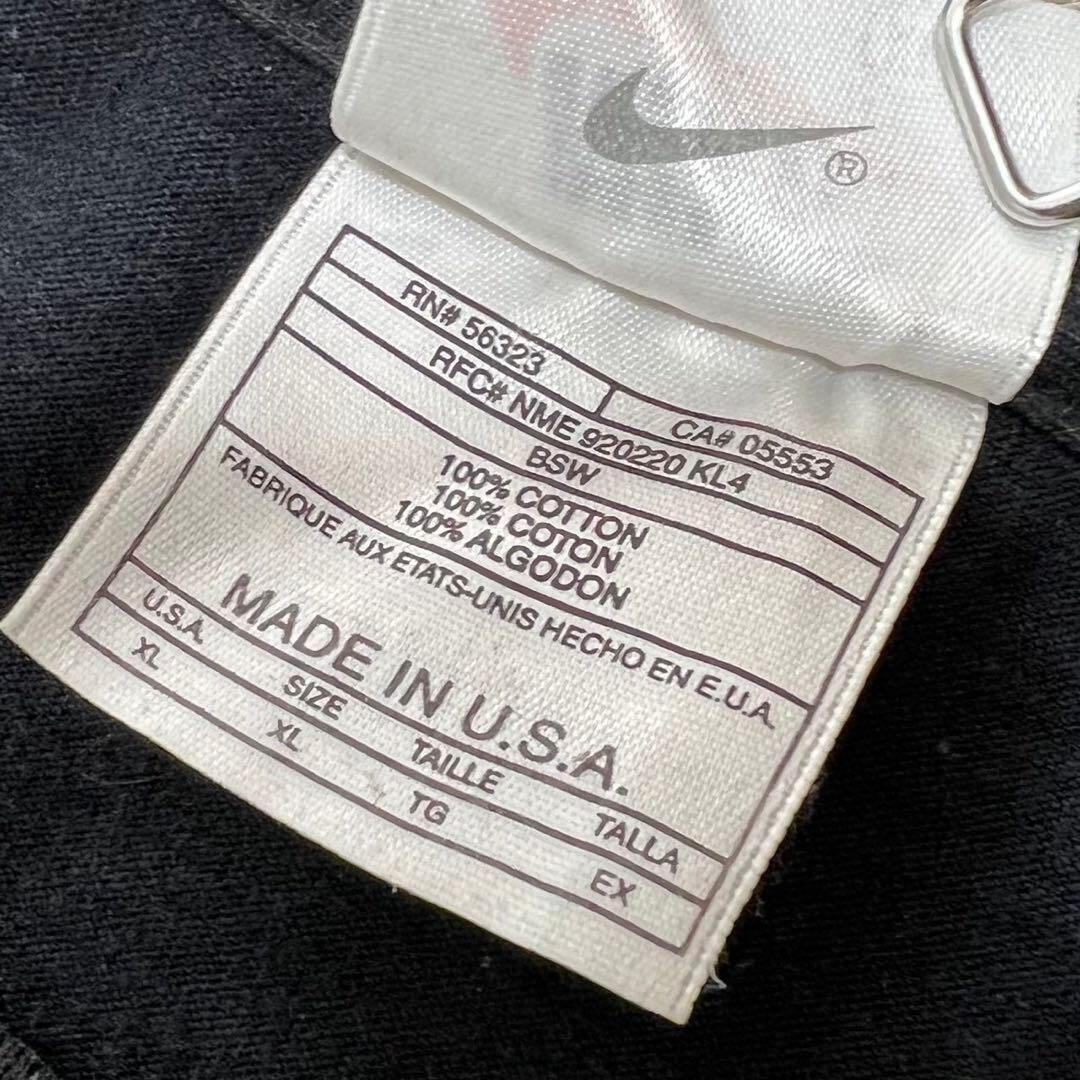 ®
RN# 56323 CA# 05553
RFC# NME 920220 KL4
BSW
100% COTTON
100% COTON
100% ALGODON
FABRIQUE AUX ETATS-UNIS HECHO EN E.U.A.
MADE IN U.S.A.
U.S.A. SIZE TAILLE TALLA
XL XL TG EX